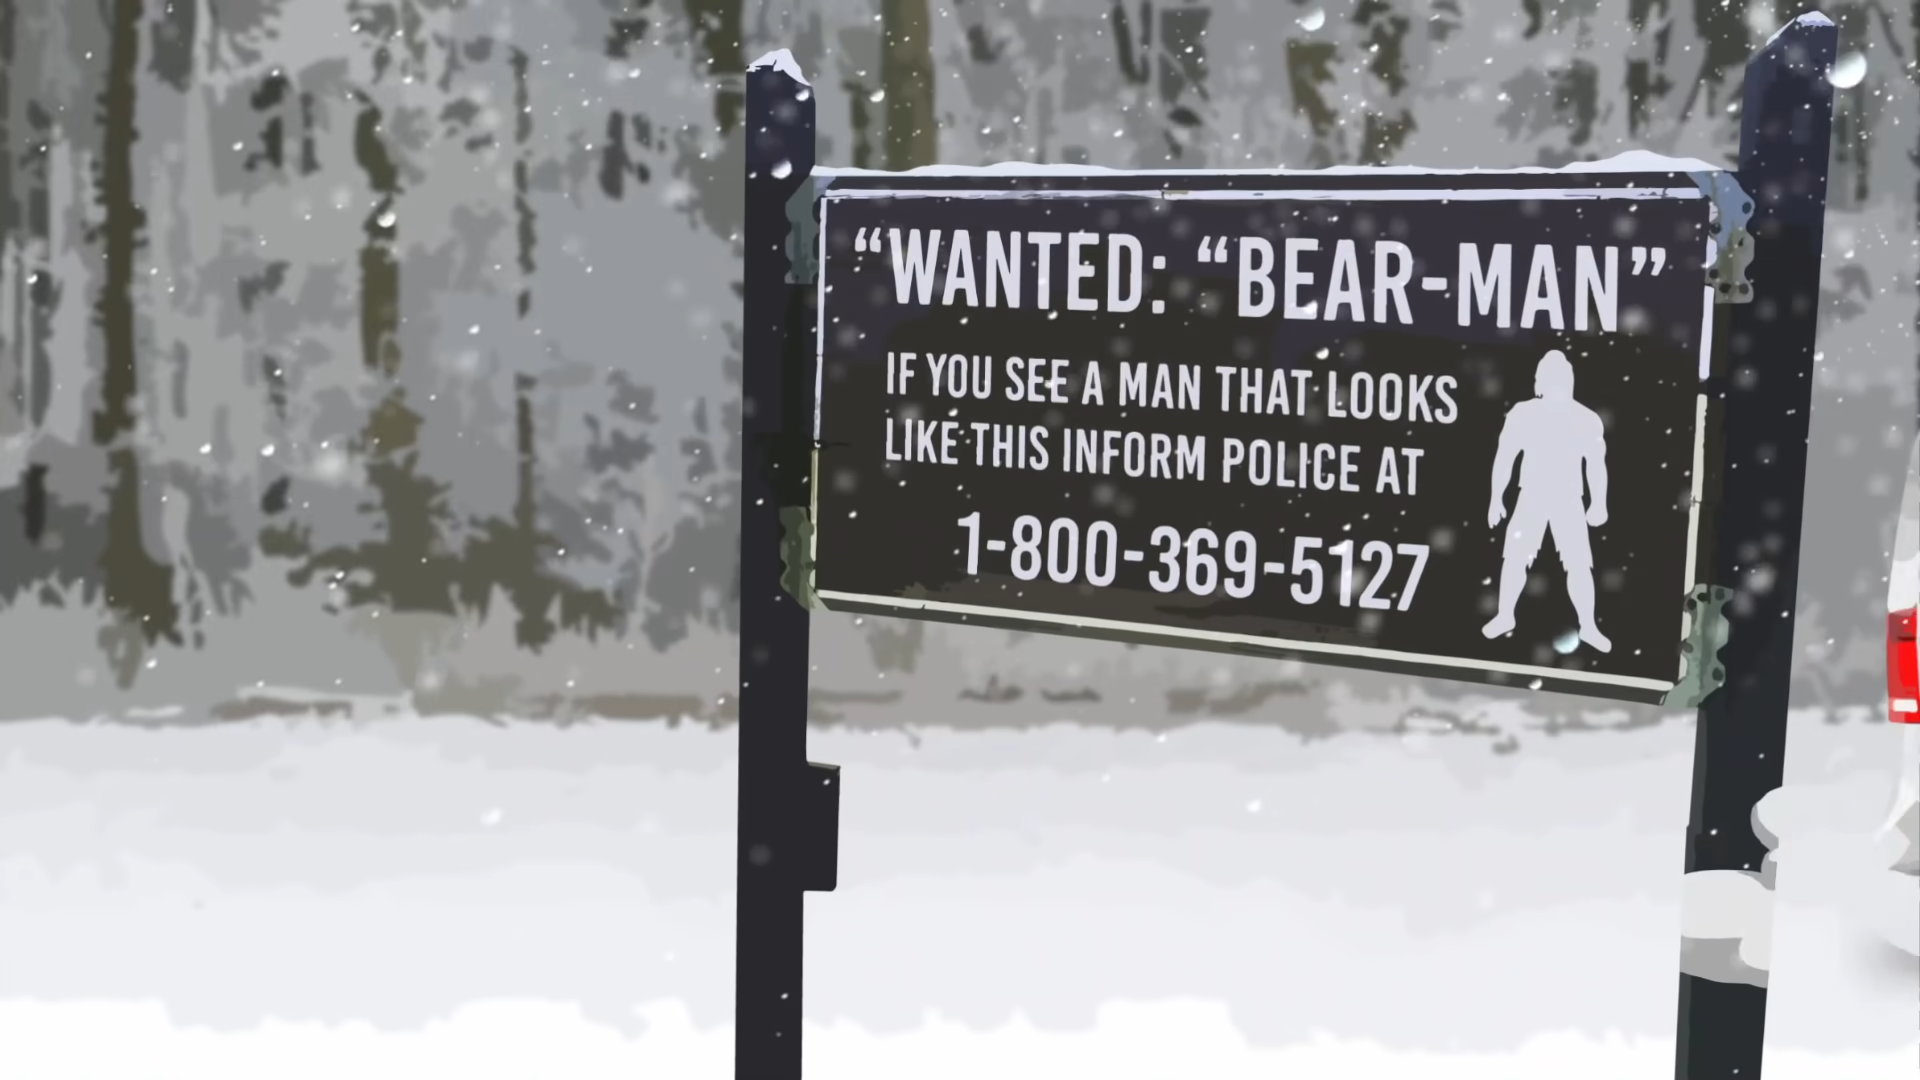 “WANTED: “BEAR-MAN”
IF YOU SEE A MAN THAT LOOKS
LIKE THIS INFORM POLICE AT
1-800-369-5127